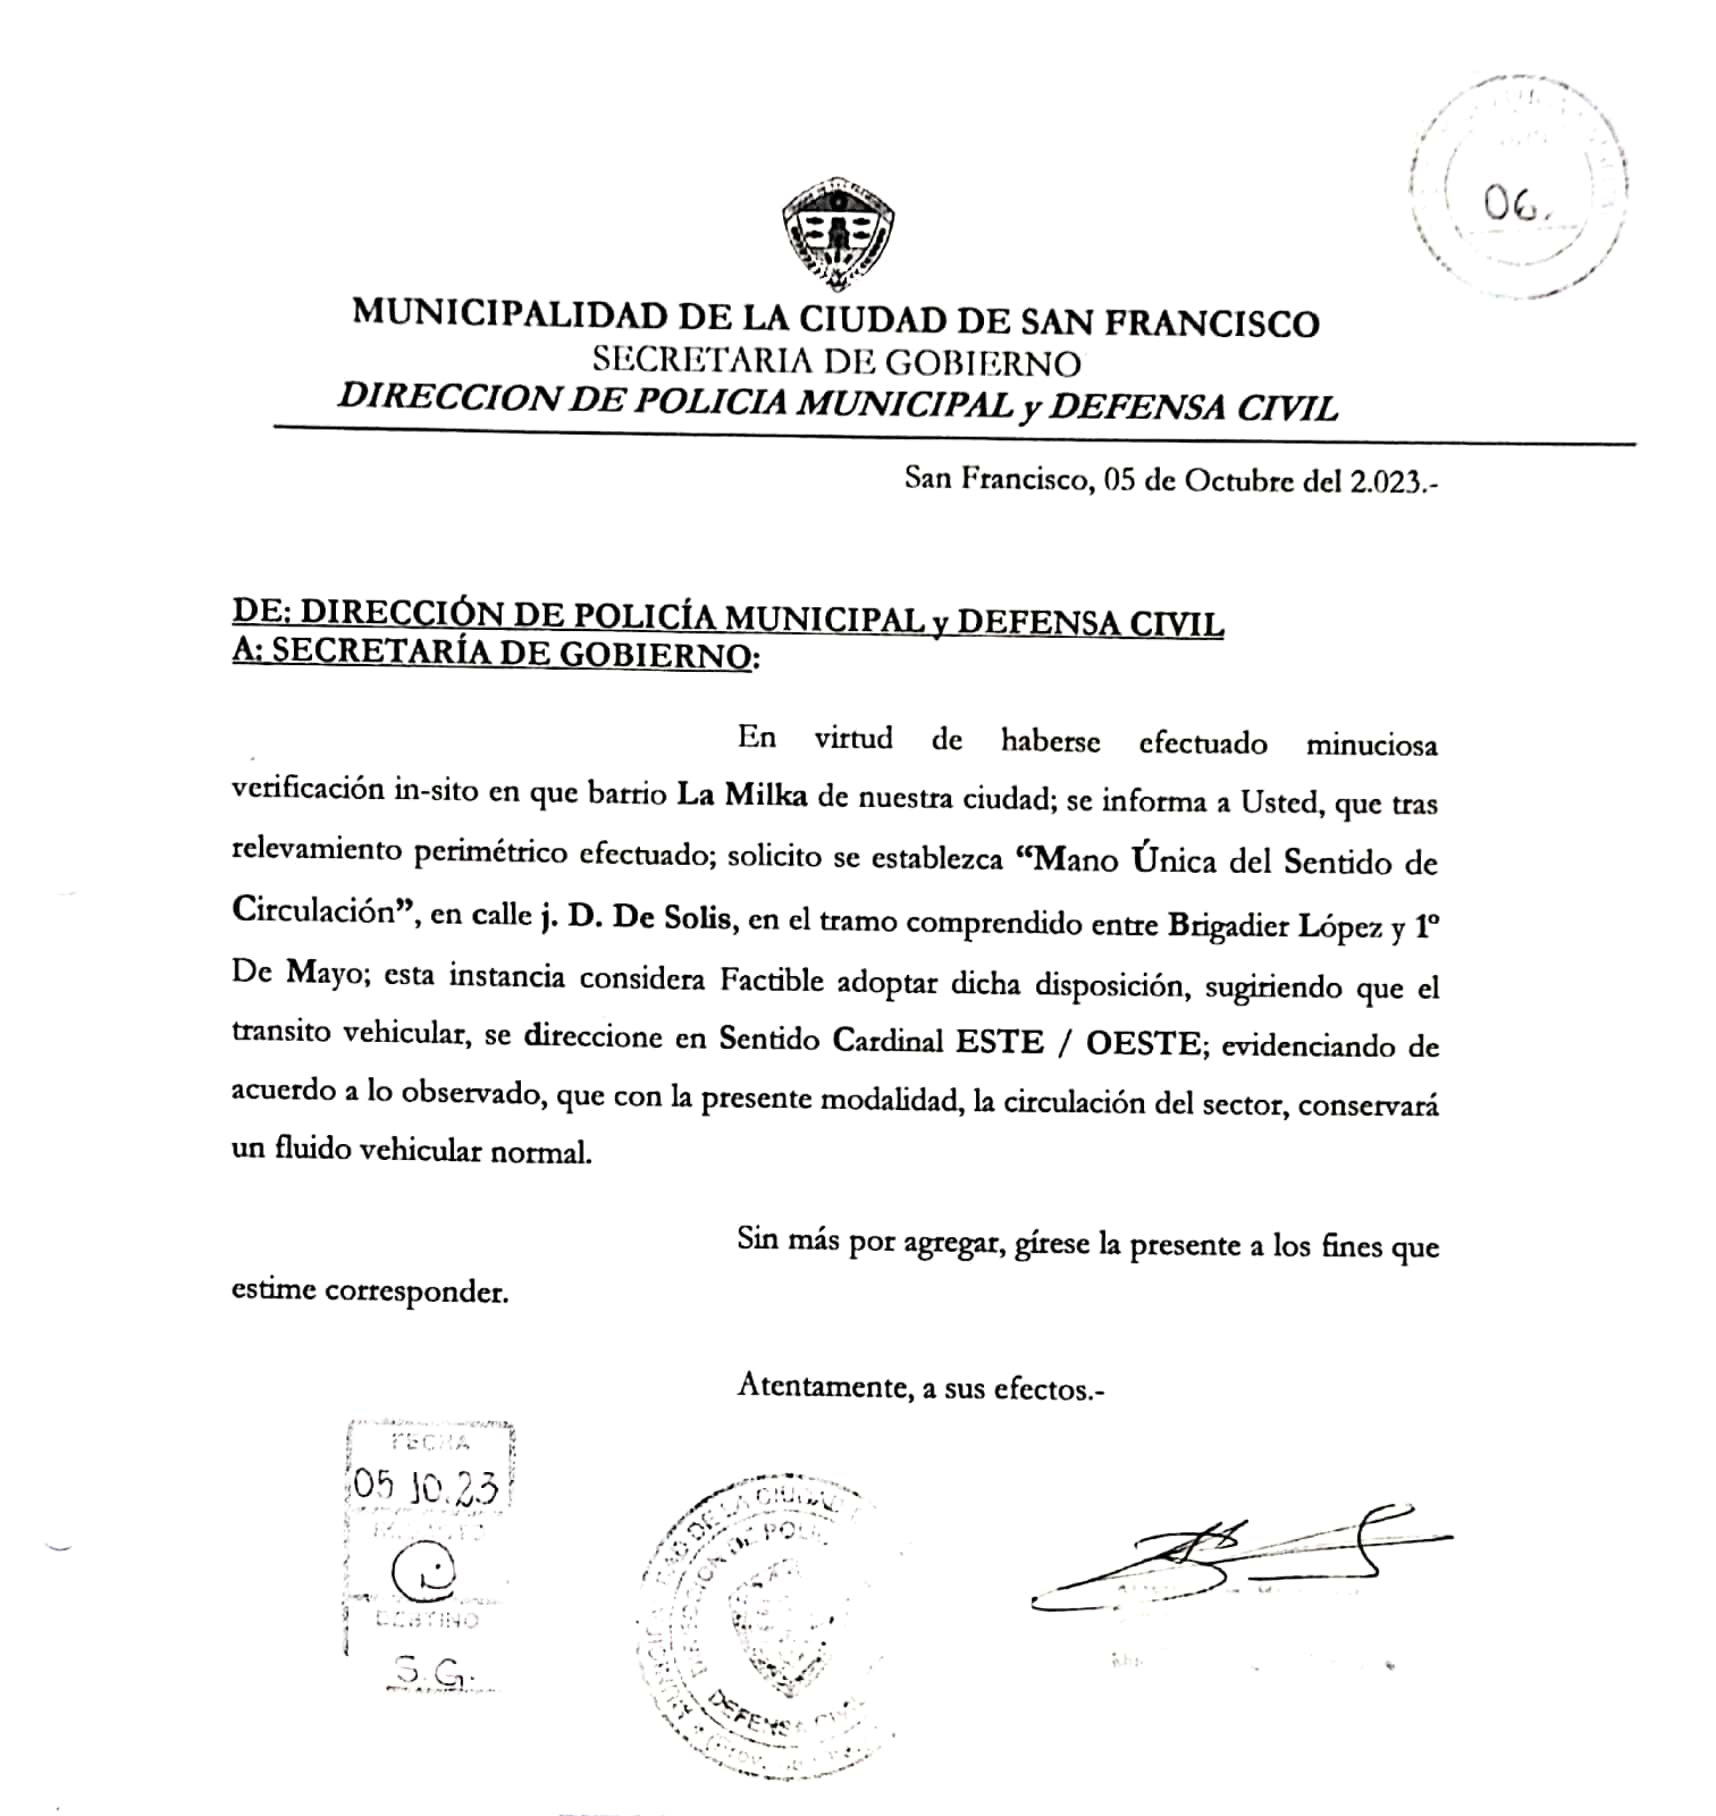 06.
MUNICIPALIDAD DE LA CIUDAD DE SAN FRANCISCO
SECRETARIA DE GOBIERNO
DIRECCION DE POLICIA MUNICIPAL y DEFENSA CIVIL
San Francisco, 05 de Octubre del 2.023.-
DE: DIRECCIÓN DE POLICÍA MUNICIPAL y DEFENSA CIVIL
A: SECRETARÍA DE GOBIERNO:
En virtud de haberse efectuado minuciosa
verificación in-sito en que barrio La Milka de nuestra ciudad; se informa a Usted, que tras
relevamiento perimétrico efectuado; solicito se establezca “Mano Única del Sentido de
Circulación”, en calle j. D. De Solis, en el tramo comprendido entre Brigadier López y 1º
De Mayo; esta instancia considera Factible adoptar dicha disposición, sugiriendo que el
transito vehicular, se direccione en Sentido Cardinal ESTE / OESTE; evidenciando de
acuerdo a lo observado, que con la presente modalidad, la circulación del sector, conservará
un fluido vehicular normal.
Sin más por agregar, gírese la presente a los fines que
estime corresponder.
Atentamente, a sus efectos.-
FECHA
05 10.23
DESTINO
S.G.
DE LA CIUDAD
DIRECCION DE POLI
DEFENSA CIVIL